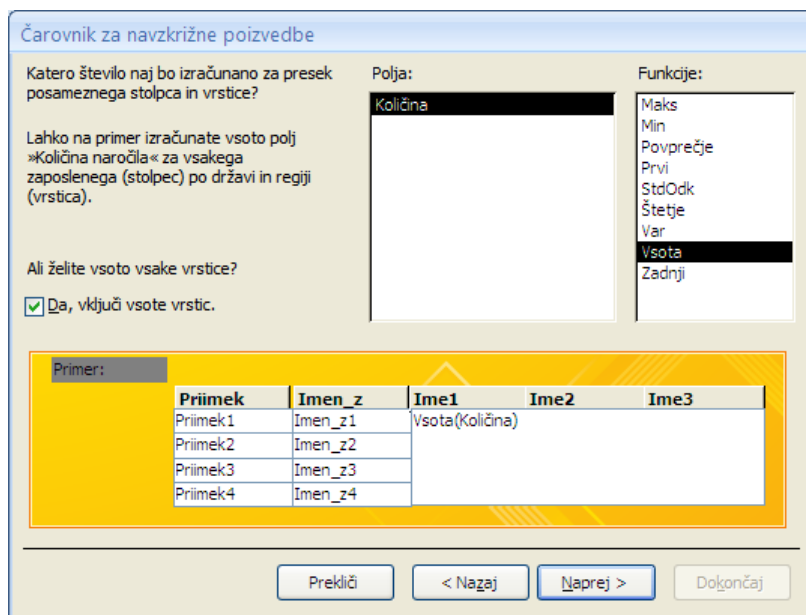 Čarovnik za navzkrižne poizvedbe
Katero število naj bo izračunano za presek
posameznega stolpca in vrstice?
Lahko na primer izračunate vsoto polj
»Količina naročila« za vsakega
zaposlenega (stolpec) po državi in regiji
(vrstica).
Ali želite vsoto vsake vrstice?
Da, vključi vsote vrstic.
Polja:
Količina
Funkcije:
Maks
Min
Povprečje
Prvi
StdOdk
Štetje
Var
Vsota
Zadnji
Primer:
Priimek Imen_z Ime1 Ime2 Ime3
Priimek1 Imen_z1 Vsota(Količina)
Priimek2 Imen_z2
Priimek3 Imen_z3
Priimek4 Imen_z4
Prekliči < Nazaj Naprej > Dokončaj